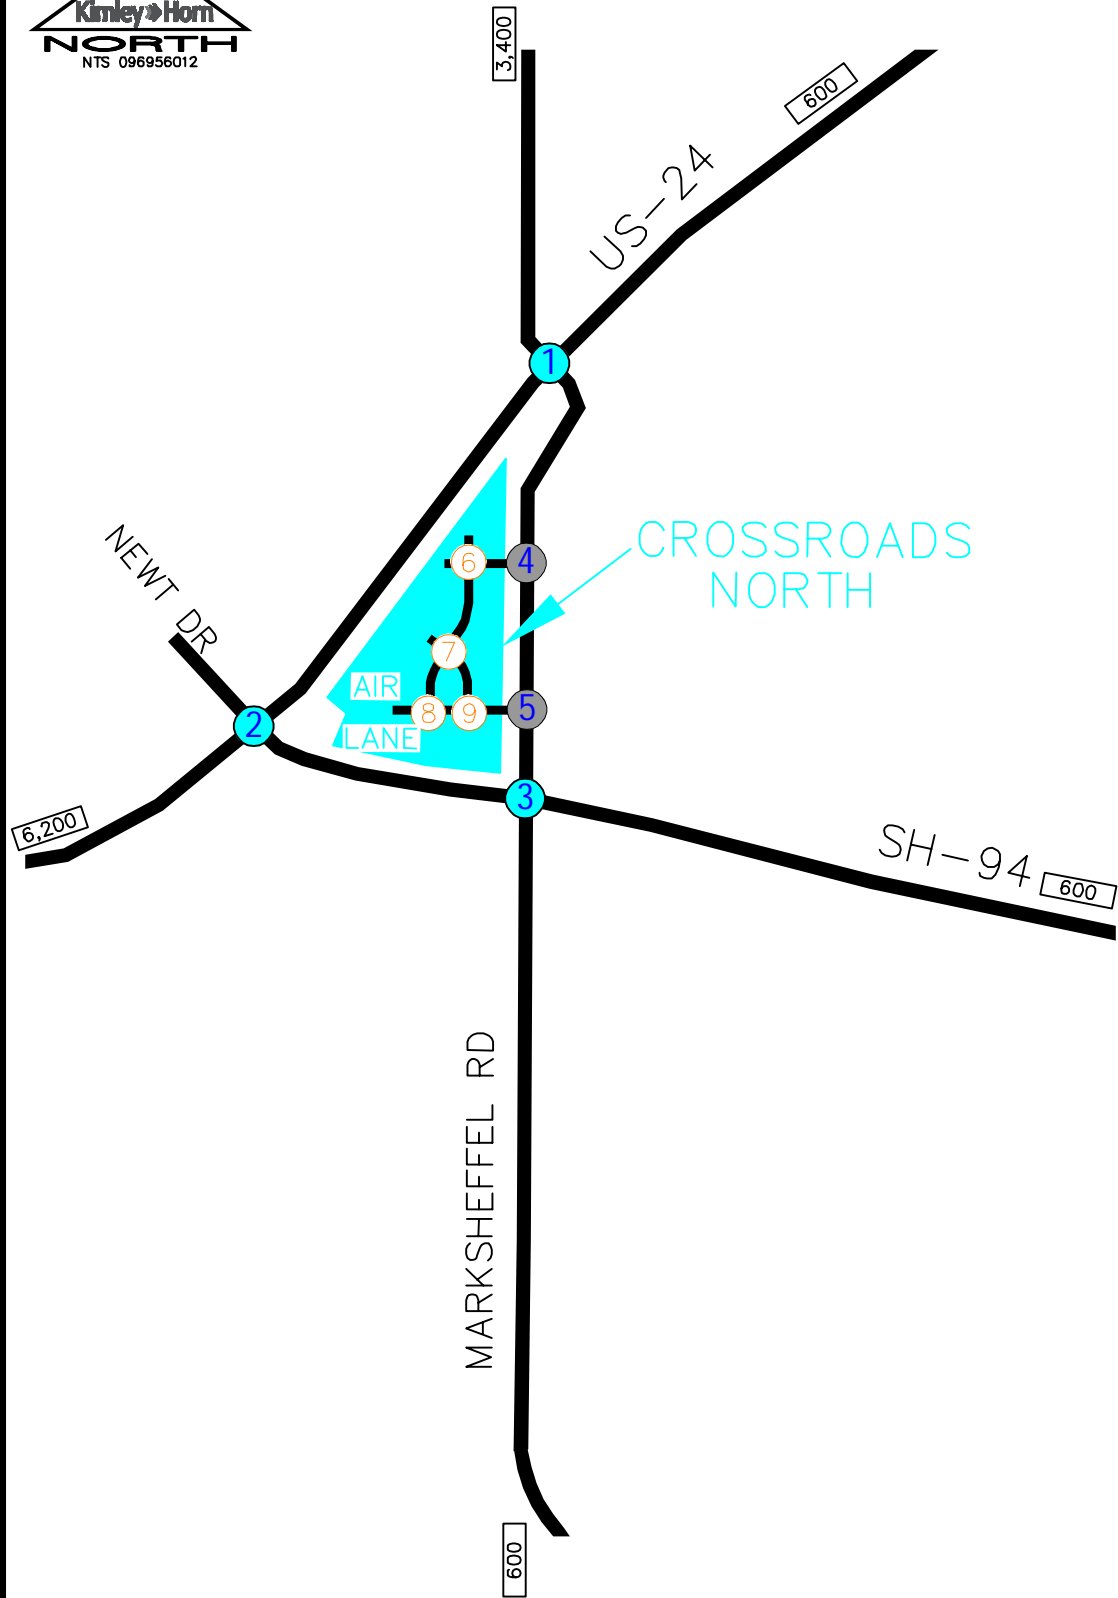 Kimley»Horn
NORTH
NTS 096956012
3,400
600
US-24
1
CROSSROADS
NORTH
NEWT DR
6
4
7
AIR
LANE
8
9
5
2
3
6,200
SH-94
600
MARKSHEFFEL RD
600